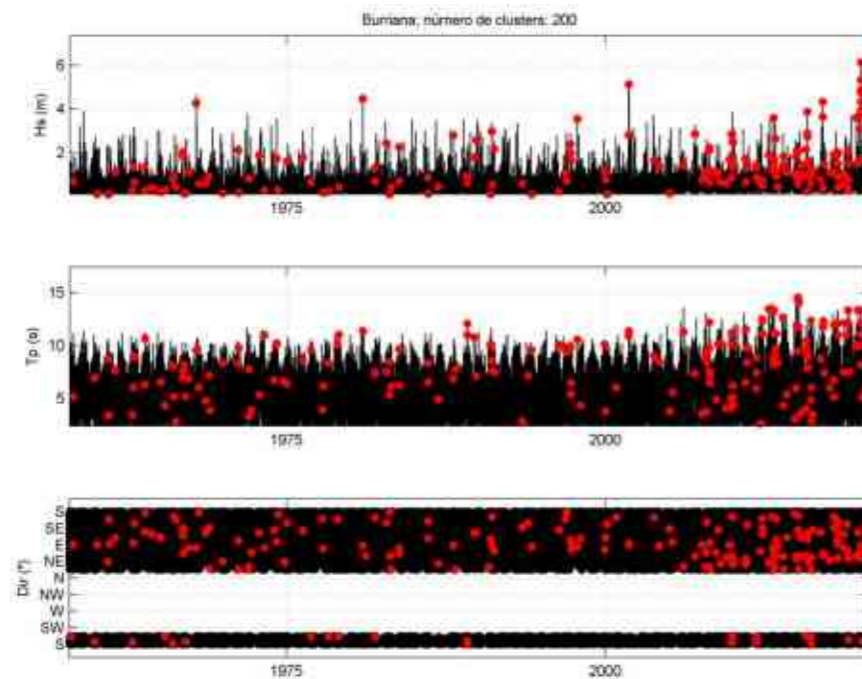 Burriana; número de clusters: 200
Hs (m)
6
4
2
1975
2000
Tp (s)
15
10
5
1975
2000
Dir (°)
S
SE
E
NE
N
NW
W
SW
S
1975
2000